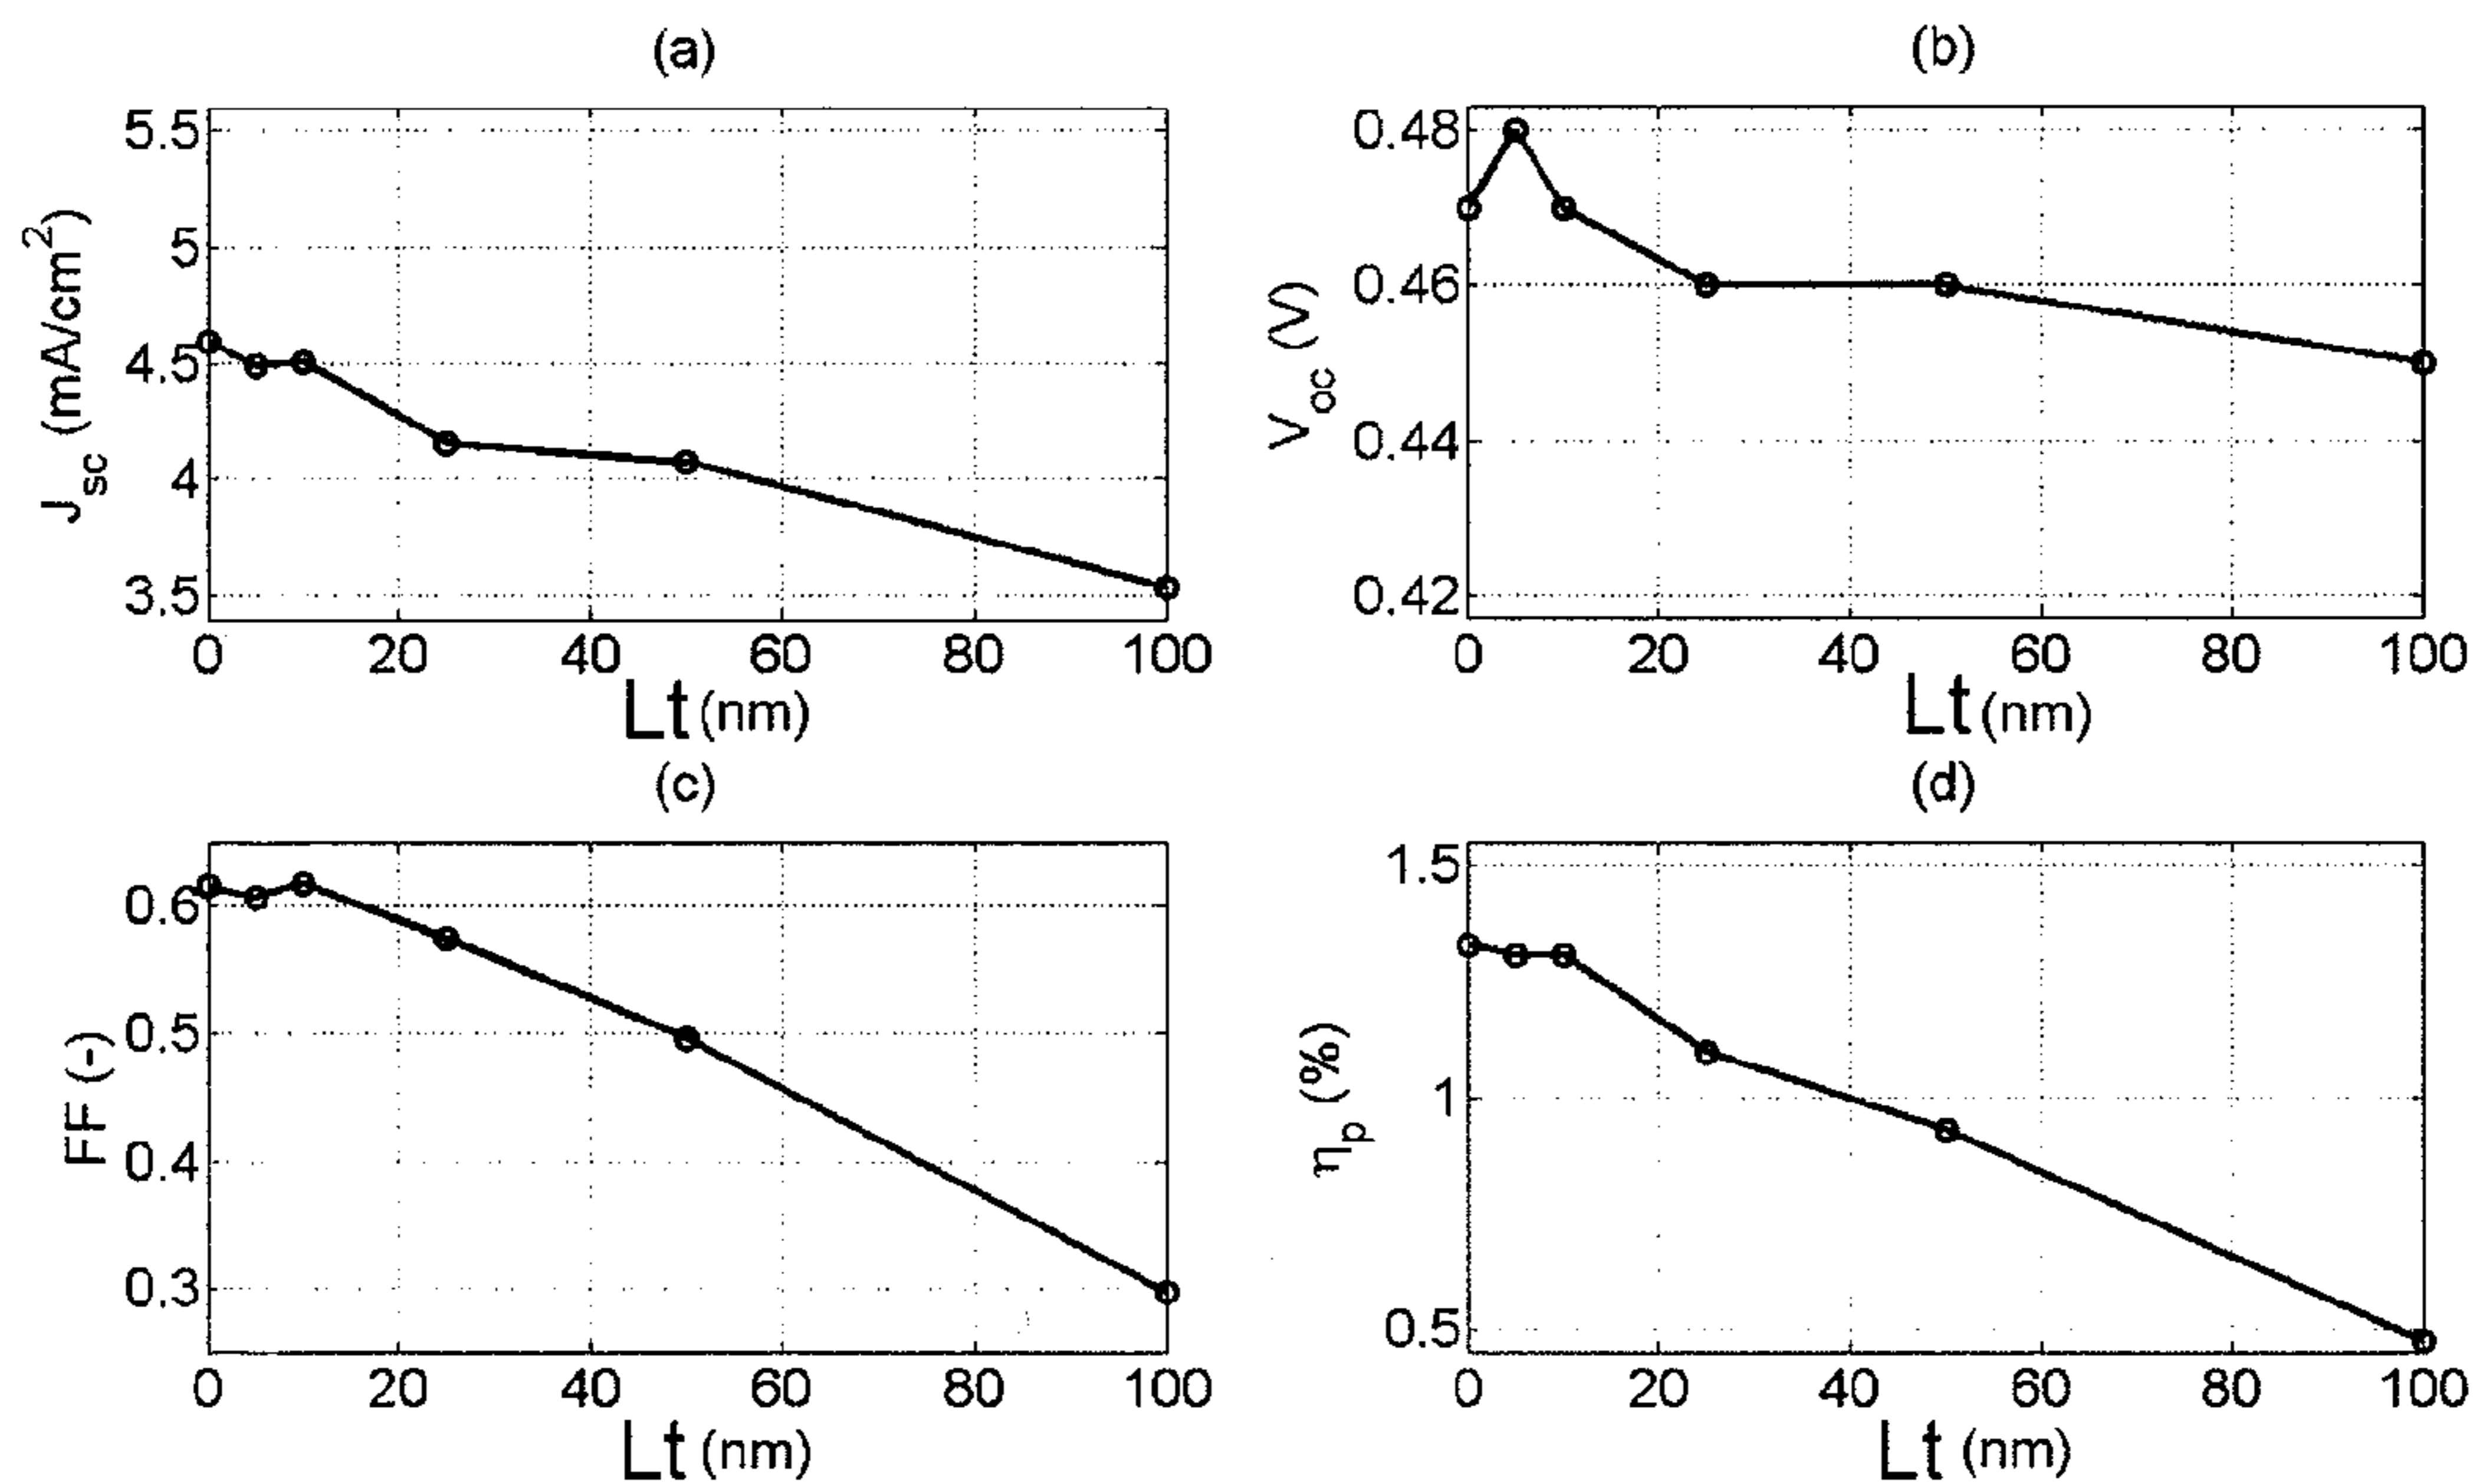 (a)
5.5
5
4.5
4
3.5
J_sc (mA/cm²)
0 20 40 60 80 100
Lt (nm)
(b)
0.48
0.46
0.44
0.42
V_oc (V)
0 20 40 60 80 100
Lt (nm)
(c)
0.6
0.5
0.4
0.3
FF (-)
0 20 40 60 80 100
Lt (nm)
(d)
1.5
1
0.5
η_p (%)
0 20 40 60 80 100
Lt (nm)